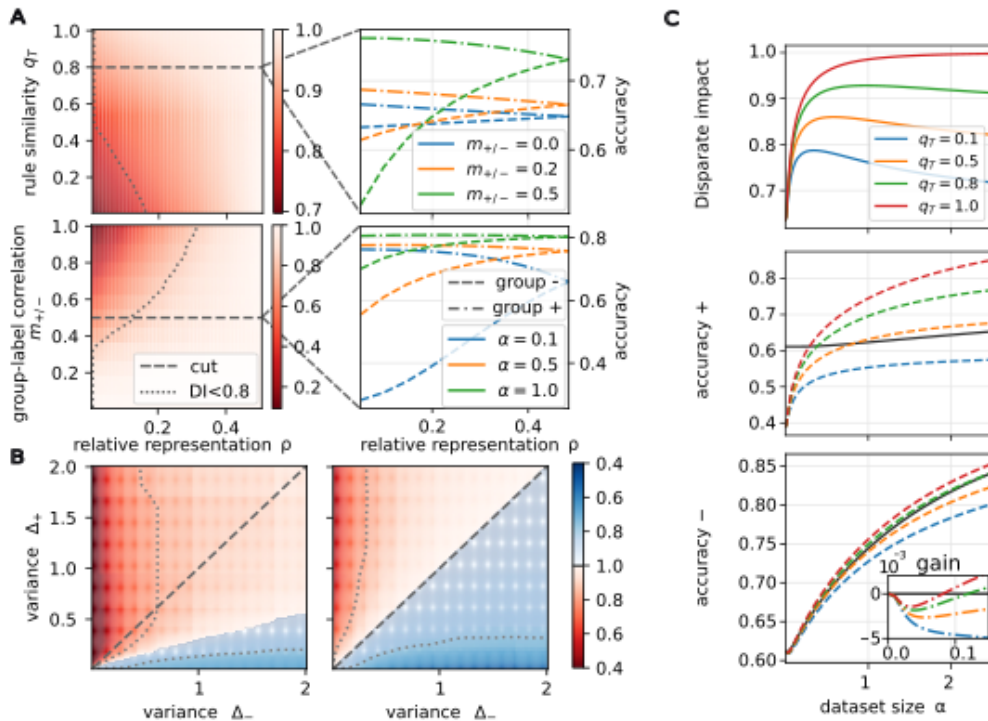 A
rule similarity q_T
0.8
0.6
0.4
0.2
1.0
0.9
0.8
0.7
0.7
0.6
accuracy
m_{+/−} = 0.0
m_{+/−} = 0.2
m_{+/−} = 0.5
group-label correlation
m_{+/−}
1.0
0.8
0.6
0.4
0.2
cut
DI<0.8
0.2
0.4
relative representation ρ
1.0
0.8
0.6
0.4
0.2
group -
group +
α = 0.1
α = 0.5
α = 1.0
0.8
0.6
0.4
accuracy
0.2
0.4
relative representation ρ
B
variance Δ_+
2.0
1.5
1.0
0.5
1
2
variance Δ_−
1
2
variance Δ_−
0.4
0.6
0.8
1.0
0.8
0.6
0.4
C
Disparate impact
1.0
0.9
0.8
0.7
q_T = 0.1
q_T = 0.5
q_T = 0.8
q_T = 1.0
accuracy +
0.8
0.7
0.6
0.5
0.4
accuracy −
0.85
0.80
0.75
0.70
0.65
0.60
10^{−3} gain
0
−5
0.0
0.1
1
2
dataset size α